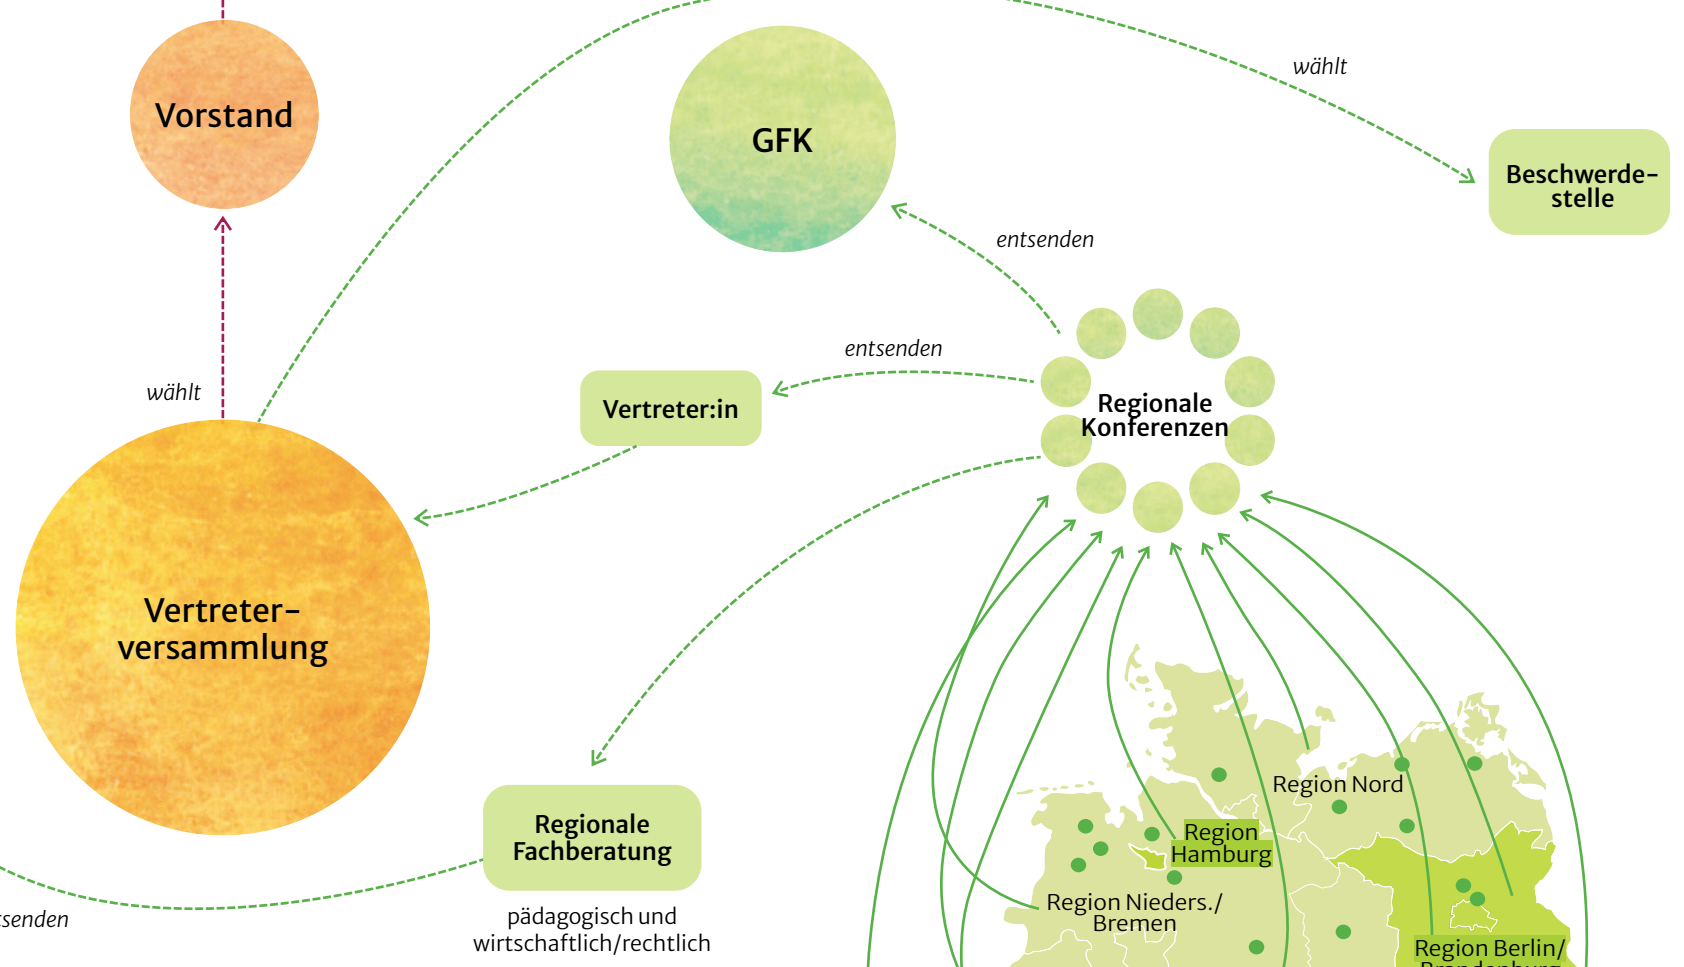 wählt
Vorstand
GFK
Beschwerde-
stelle
entsenden
entsenden
wählt
Vertreter:in
Regionale
Konferenzen
Vertreter-
versammlung
Region Nord
Regionale
Fachberatung
Region
Hamburg
pädagogisch und
wirtschaftlich/rechtlich
Region Nieders./
Bremen
Region Berlin/